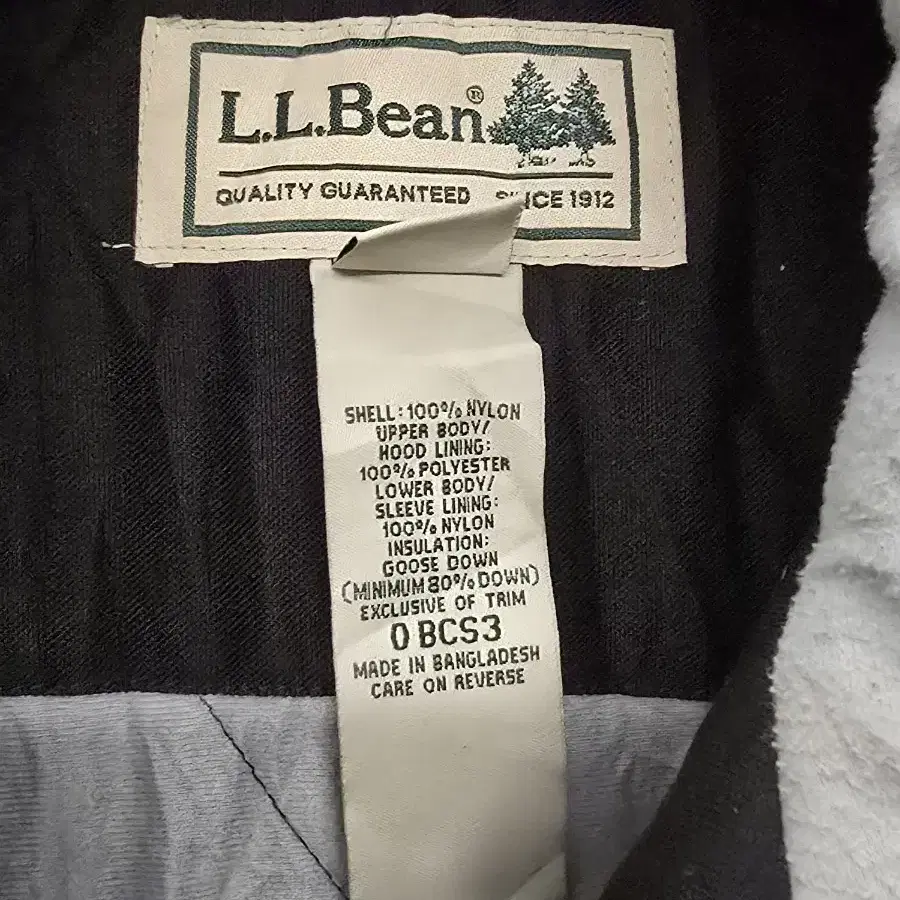 L.L.Bean®
QUALITY GUARANTEED SINCE 1912
SHELL: 100% NYLON
UPPER BODY/
HOOD LINING:
100% POLYESTER
LOWER BODY/
SLEEVE LINING:
100% NYLON
INSULATION:
GOOSE DOWN
(MINIMUM 80% DOWN)
EXCLUSIVE OF TRIM
0 BCS3
MADE IN BANGLADESH
CARE ON REVERSE